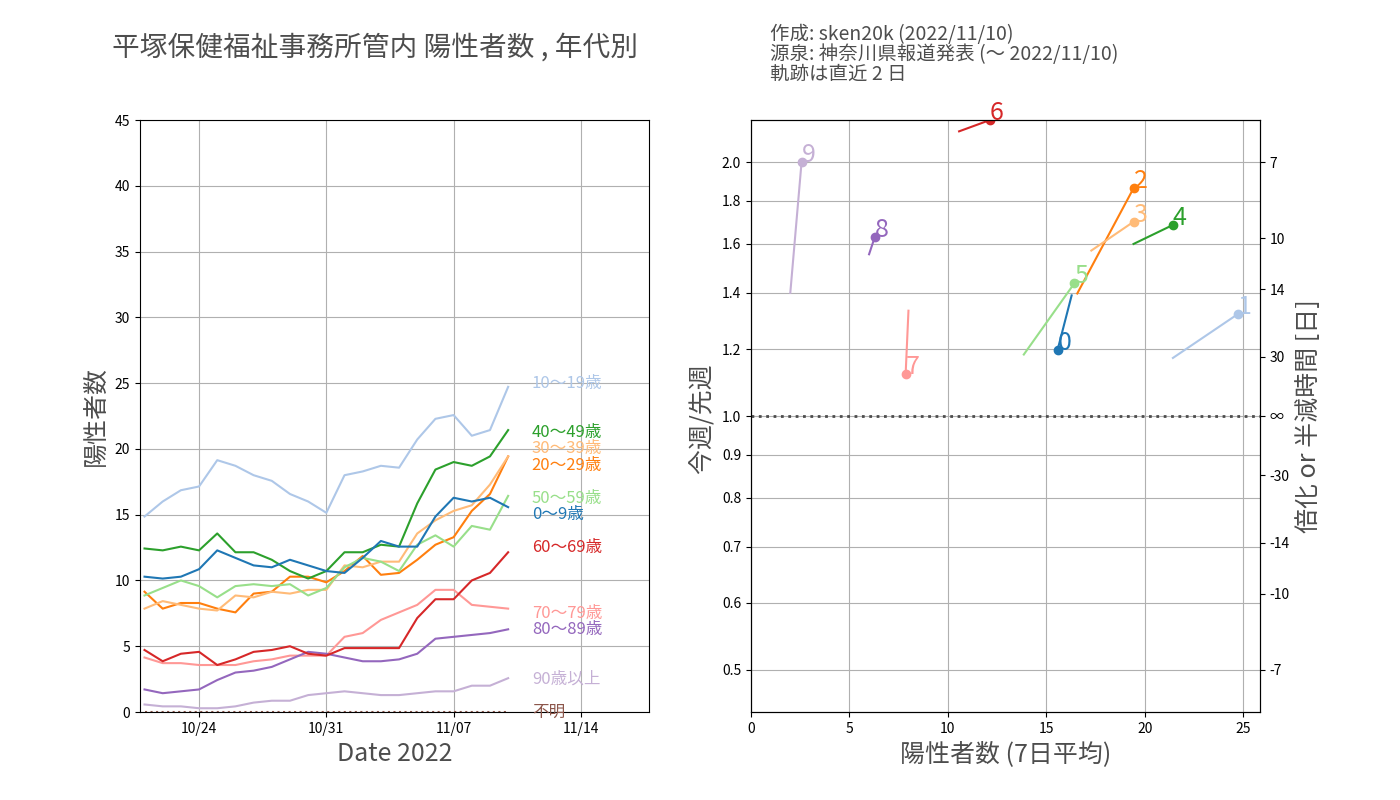 平塚保健福祉事務所管内 陽性者数 , 年代別
作成: sken20k (2022/11/10)
源泉: 神奈川県報道発表 (〜 2022/11/10)
軌跡は直近 2 日
陽性者数
45
40
35
30
25
20
15
10
5
0
10〜19歳
40〜49歳
30〜39歳
20〜29歳
50〜59歳
0〜9歳
60〜69歳
70〜79歳
80〜89歳
90歳以上
不明
10/24
10/31
11/07
11/14
Date 2022
今週/先週
2.0
1.8
1.6
1.4
1.2
1.0
0.9
0.8
0.7
0.6
0.5
6
9
2
3
4
8
5
1
0
7
7
10
14
30
∞
-30
-14
-10
-7
倍化 or 半減時間 [日]
0
5
10
15
20
25
陽性者数 (7日平均)